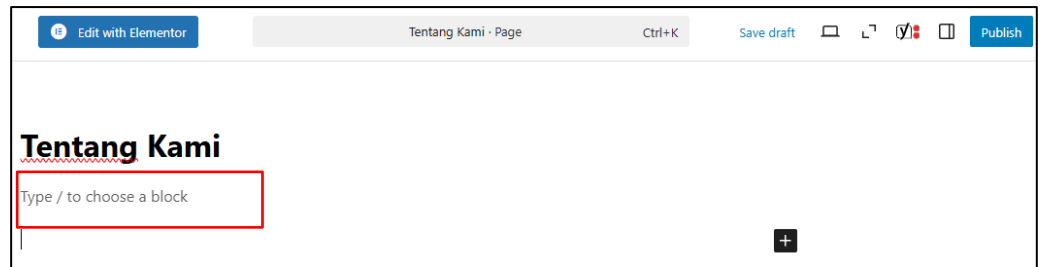 Edit with Elementor Tentang Kami · Page Ctrl+K Save draft Publish
Tentang Kami
Type / to choose a block